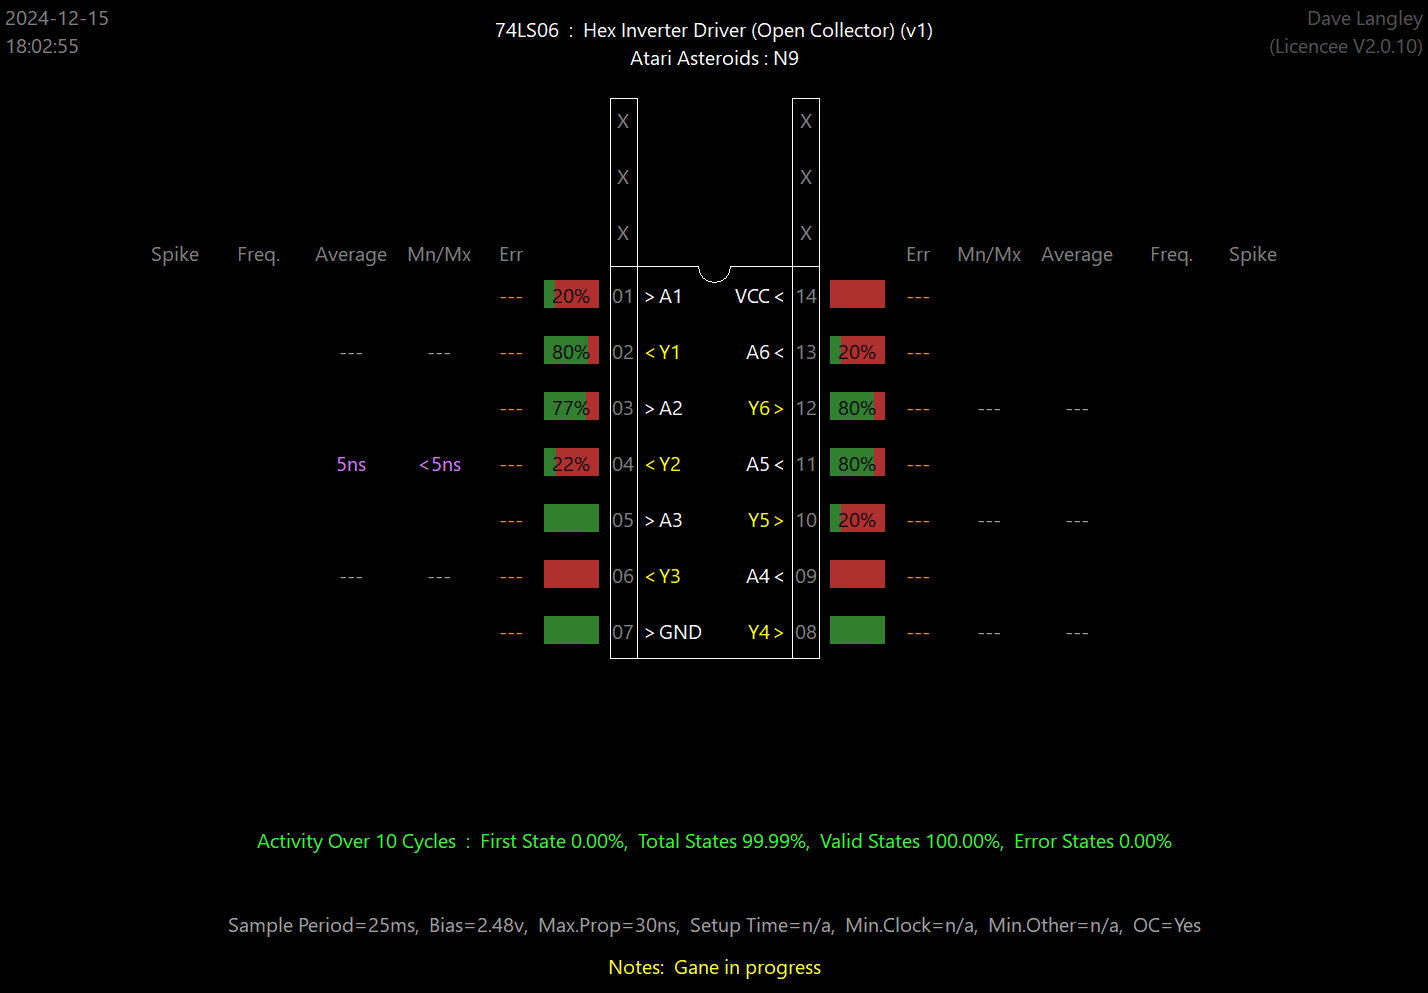 2024-12-15
18:02:55
74LS06 : Hex Inverter Driver (Open Collector) (v1)
Atari Asteroids : N9
Dave Langley
(Licencee V2.0.10)
X X
X X
X X
Spike Freq. Average Mn/Mx Err Err Mn/Mx Average Freq. Spike
--- 20% 01 > A1 VCC < 14 ---
--- --- --- 80% 02 < Y1 A6 < 13 20% ---
--- 77% 03 > A2 Y6 > 12 80% --- --- ---
5ns <5ns --- 22% 04 < Y2 A5 < 11 80% ---
--- 05 > A3 Y5 > 10 20% --- --- ---
--- --- --- 06 < Y3 A4 < 09 ---
--- 07 > GND Y4 > 08 --- --- ---
Activity Over 10 Cycles : First State 0.00%, Total States 99.99%, Valid States 100.00%, Error States 0.00%
Sample Period=25ms, Bias=2.48v, Max.Prop=30ns, Setup Time=n/a, Min.Clock=n/a, Min.Other=n/a, OC=Yes
Notes: Gane in progress